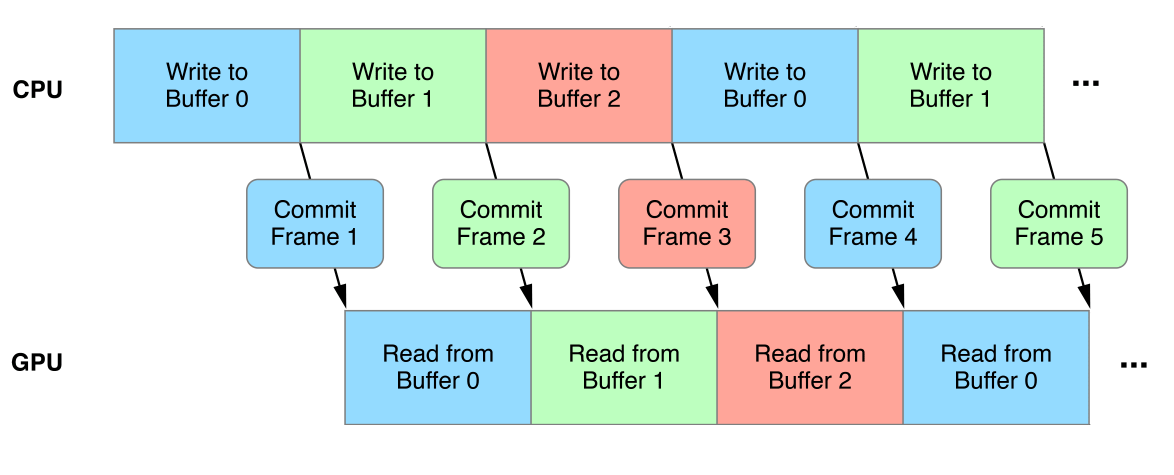 CPU
Write to
Buffer 0
Write to
Buffer 1
Write to
Buffer 2
Write to
Buffer 0
Write to
Buffer 1
...
Commit
Frame 1
Commit
Frame 2
Commit
Frame 3
Commit
Frame 4
Commit
Frame 5
GPU
Read from
Buffer 0
Read from
Buffer 1
Read from
Buffer 2
Read from
Buffer 0
...